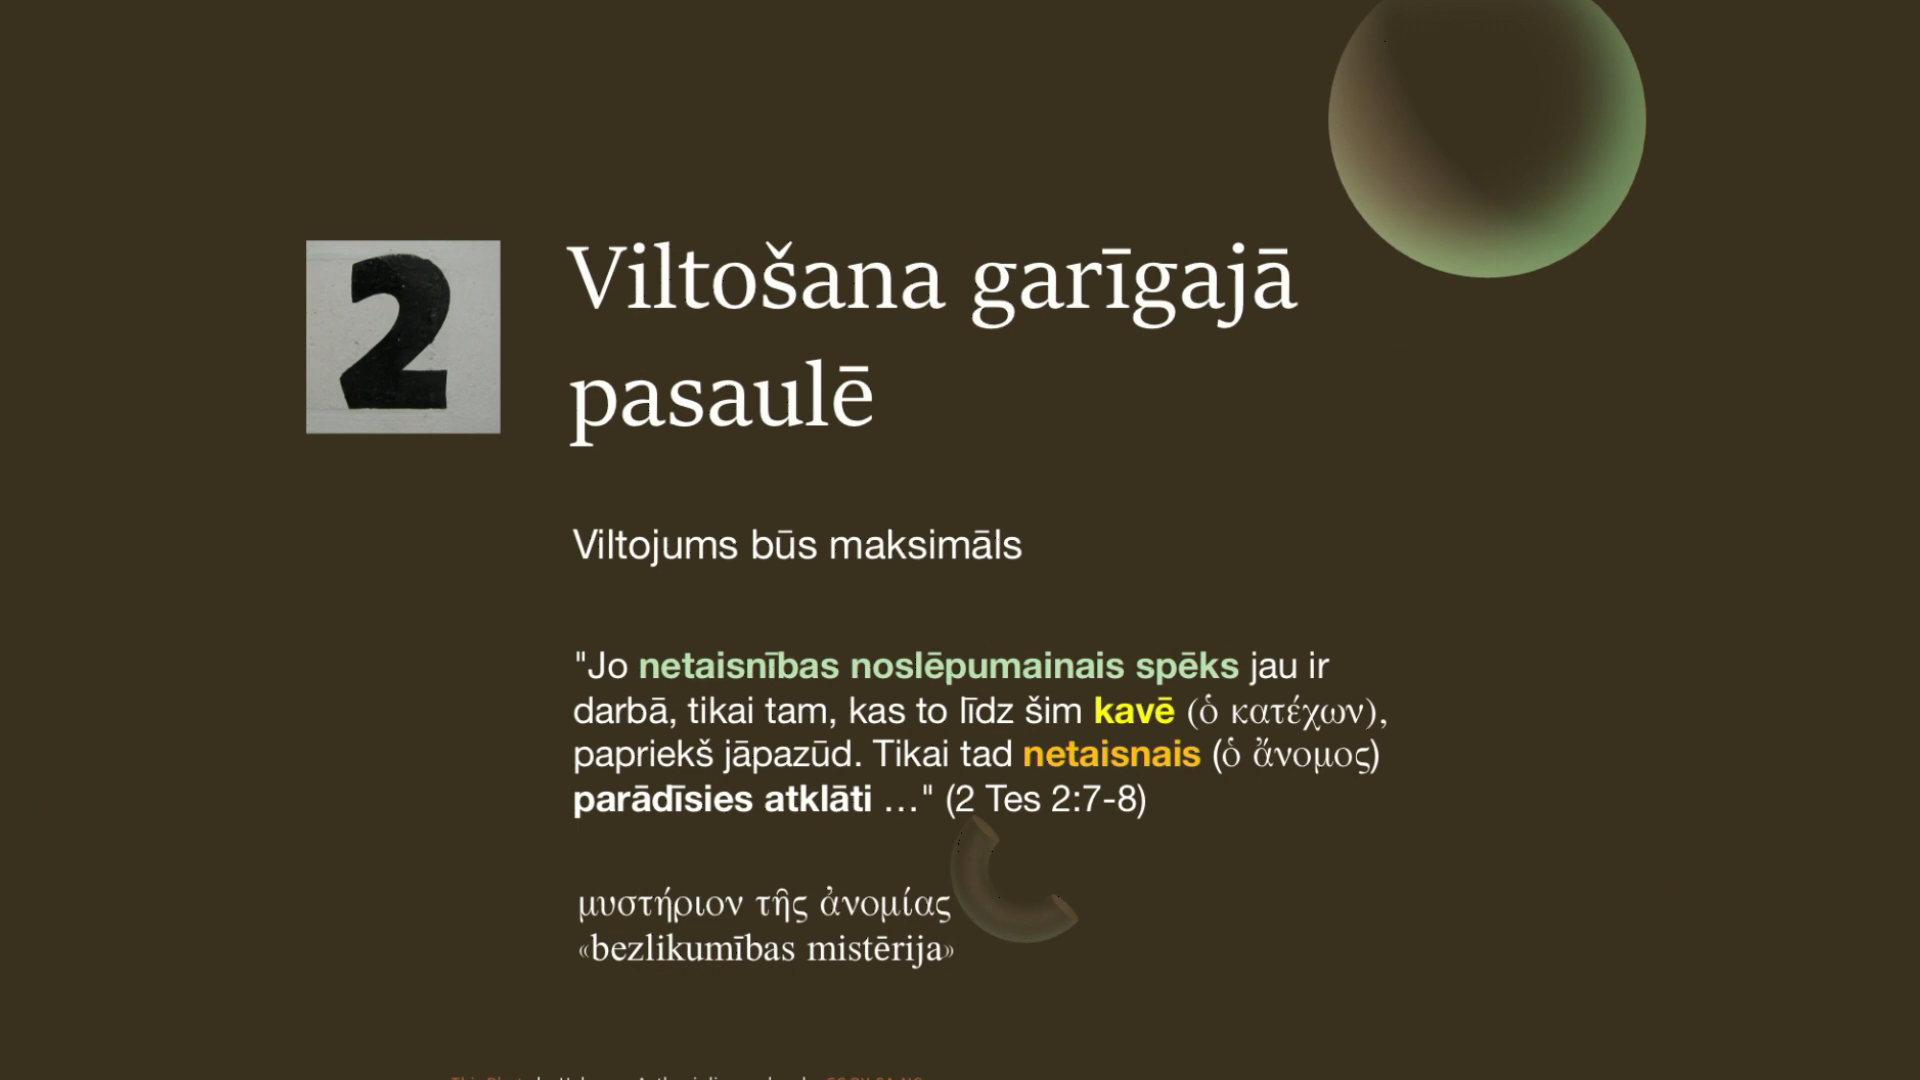 2
Viltošana garīgajā
pasaulē
Viltojums būs maksimāls
"Jo netaisnības noslēpumainais spēks jau ir
darbā, tikai tam, kas to līdz šim kavē (ὁ κατέχων),
papriekš jāpazūd. Tikai tad netaisnais (ὁ ἄνομος)
parādīsies atklāti …" (2 Tes 2:7-8)
μυστήριον τῆς ἀνομίας
«bezlikumības mistērija»